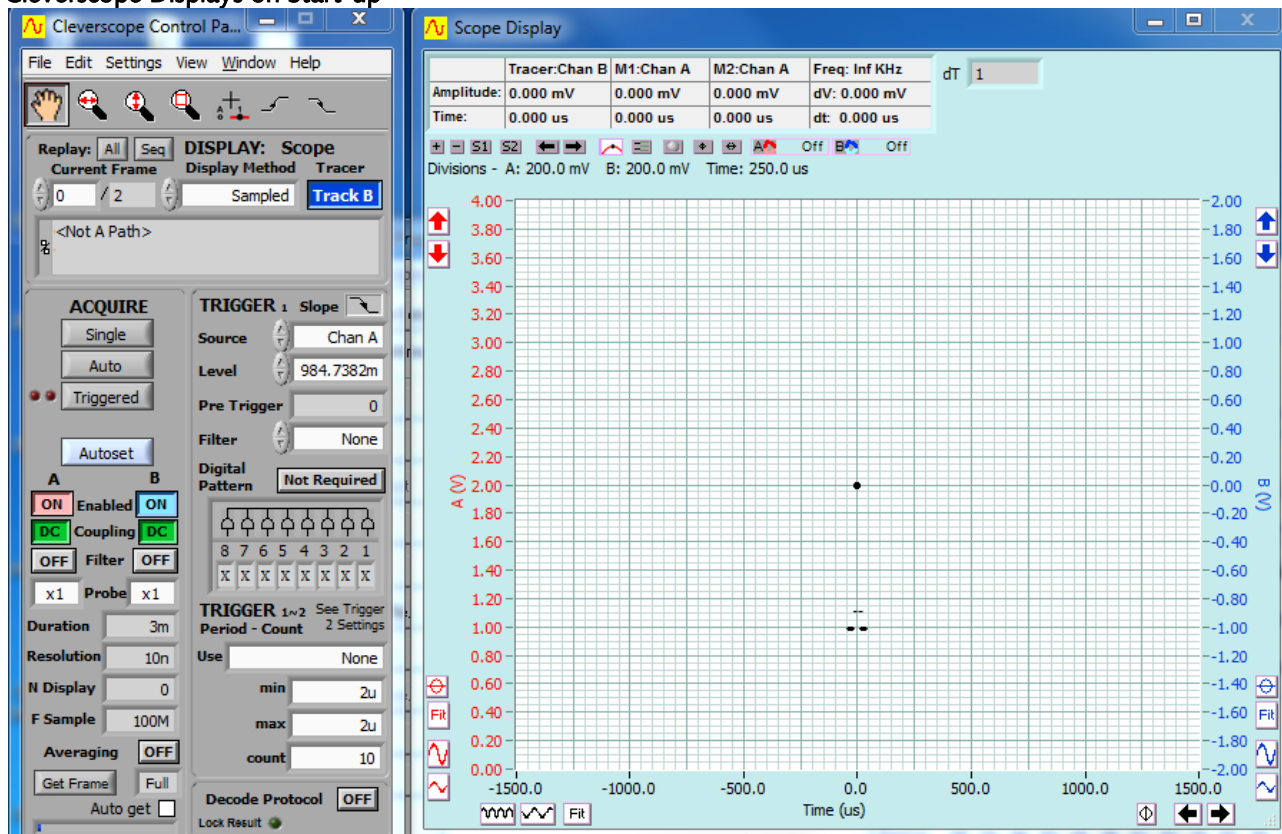 Cleverscope Displays on Start-up
Cleverscope Control Pa...
File Edit Settings View Window Help
Replay: All Seq DISPLAY: Scope
Current Frame Display Method Tracer
0 / 2 Sampled Track B
<Not A Path>
ACQUIRE
Single
Auto
Triggered
Autoset
A B
ON Enabled ON
DC Coupling DC
OFF Filter OFF
x1 Probe x1
Duration 3m
Resolution 10n
N Display 0
F Sample 100M
Averaging OFF
Get Frame Full
Auto get
TRIGGER 1 Slope
Source Chan A
Level 984.7382m
Pre Trigger 0
Filter None
Digital
Pattern Not Required
8 7 6 5 4 3 2 1
X X X X X X X X
TRIGGER 1~2 See Trigger
Period - Count 2 Settings
Use None
min 2u
max 2u
count 10
Decode Protocol OFF
Lock Result
Scope Display
Tracer:Chan B M1:Chan A M2:Chan A Freq: Inf KHz dT 1
Amplitude: 0.000 mV 0.000 mV 0.000 mV dV: 0.000 mV
Time: 0.000 us 0.000 us 0.000 us dt: 0.000 us
+ - S1 S2 A Off B Off
Divisions - A: 200.0 mV B: 200.0 mV Time: 250.0 us
4.00 -2.00
3.80 -1.80
3.60 -1.60
3.40 -1.40
3.20 -1.20
3.00 -1.00
2.80 -0.80
2.60 -0.60
2.40 -0.40
2.20 -0.20
A (V) 2.00 -0.00 B (V)
1.80 -0.20
1.60 -0.40
1.40 -0.60
1.20 -0.80
1.00 -1.00
0.80 -1.20
0.60 -1.40
Fit 0.40 -1.60 Fit
0.20 -1.80
0.00 -2.00
-1500.0 -1000.0 -500.0 0.0 500.0 1000.0 1500.0
Fit Time (us)